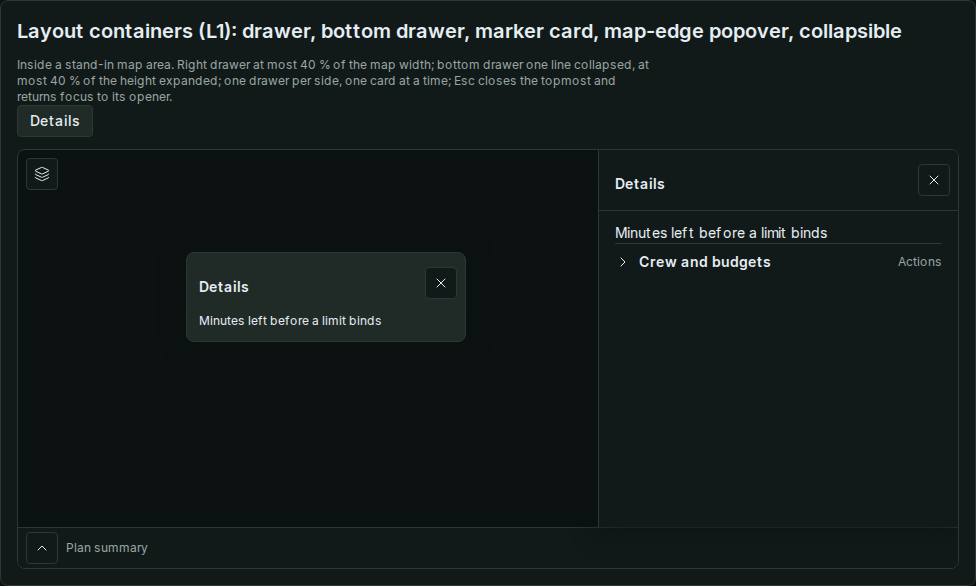 Layout containers (L1): drawer, bottom drawer, marker card, map-edge popover, collapsible
Inside a stand-in map area. Right drawer at most 40 % of the map width; bottom drawer one line collapsed, at
most 40 % of the height expanded; one drawer per side, one card at a time; Esc closes the topmost and
returns focus to its opener.
Details
Details
Minutes left before a limit binds
Crew and budgets Actions
Details
Minutes left before a limit binds
Plan summary